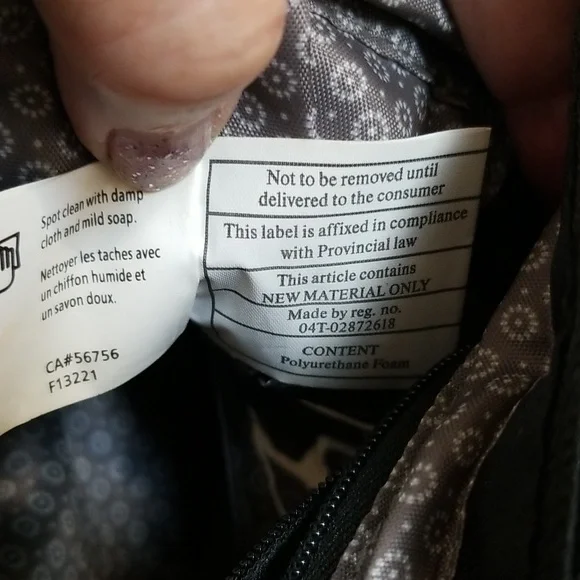 Spot clean with damp
cloth and mild soap.
Nettoyer les taches avec
un chiffon humide et
un savon doux.
CA#56756
F13221
Not to be removed until
delivered to the consumer
This label is affixed in compliance
with Provincial law
This article contains
NEW MATERIAL ONLY
Made by reg. no.
04T-02872618
CONTENT
Polyurethane Foam